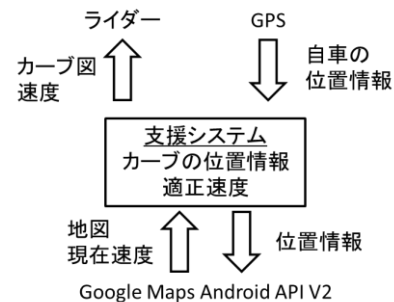 ライダー
GPS
カーブ図
速度
自車の
位置情報
支援システム
カーブの位置情報
適正速度
地図
現在速度
位置情報
Google Maps Android API V2